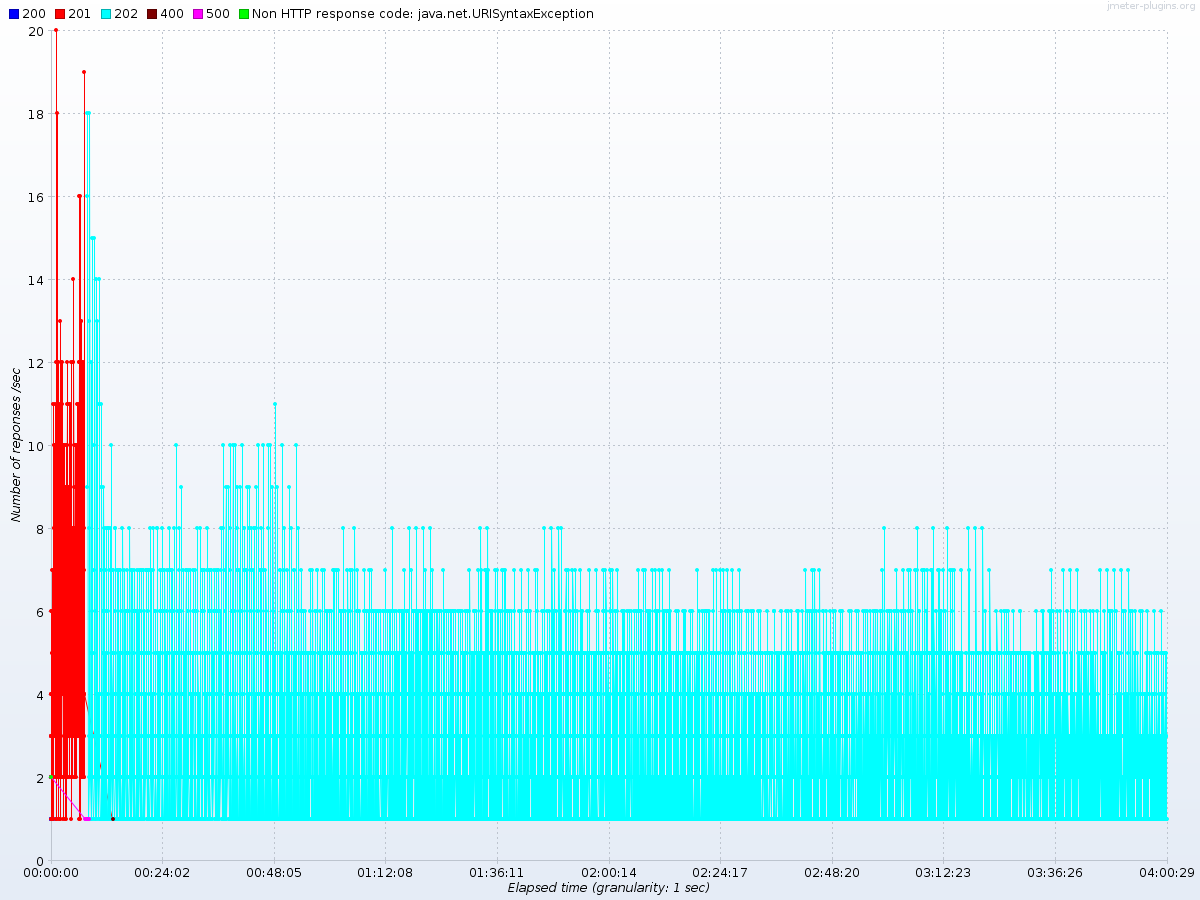 200 201 202 400 500 Non HTTP response code: java.net.URISyntaxException
jmeter-plugins.org
20
18
16
14
12
10
8
6
4
2
0
Number of reponses /sec
00:00:00 00:24:02 00:48:05 01:12:08 01:36:11 02:00:14 02:24:17 02:48:20 03:12:23 03:36:26 04:00:29
Elapsed time (granularity: 1 sec)